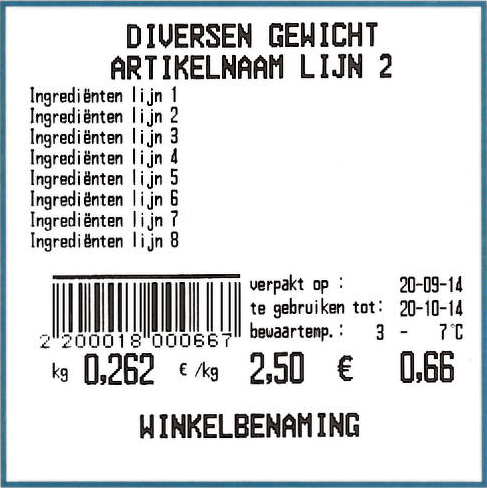 DIVERSEN GEWICHT
ARTIKELNAAM LIJN 2
Ingrediënten lijn 1
Ingrediënten lijn 2
Ingrediënten lijn 3
Ingrediënten lijn 4
Ingrediënten lijn 5
Ingrediënten lijn 6
Ingrediënten lijn 7
Ingrediënten lijn 8
verpakt op : 20-09-14
te gebruiken tot: 20-10-14
bewaartemp. : 3 - 7°C
2 200018 000667
kg 0,262 €/kg 2,50 € 0,66
WINKELBENAMING